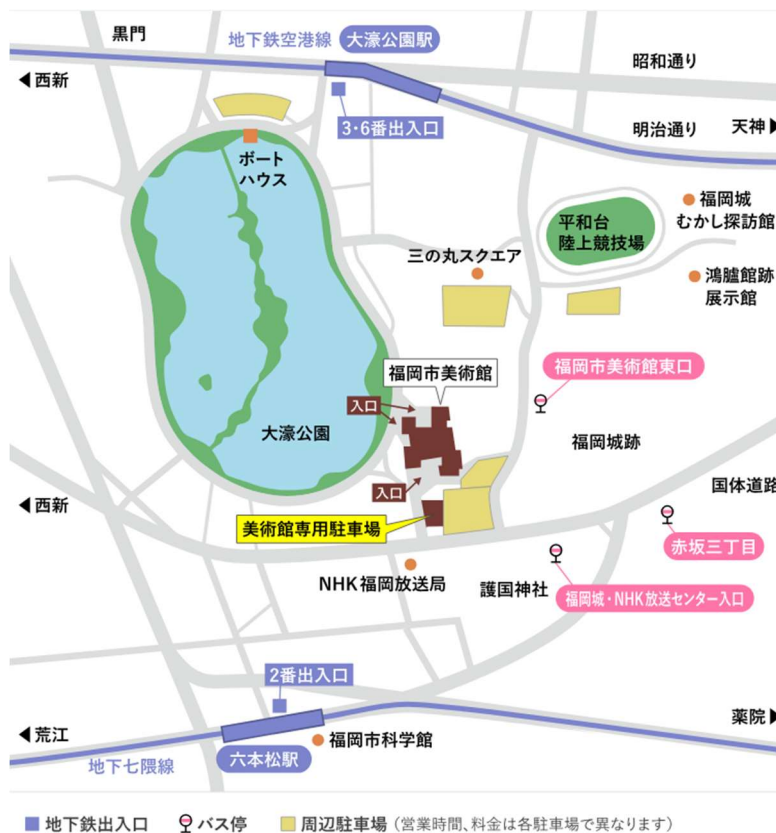 黒門
地下鉄空港線
大濠公園駅
昭和通り
◀西新
3・6番出入口
明治通り
天神▶
ボート
ハウス
福岡城
むかし探訪館
平和台
陸上競技場
三の丸スクエア
鴻臚館跡
展示館
福岡市美術館
福岡市美術館東口
入口
大濠公園
福岡城跡
入口
国体道路
◀西新
美術館専用駐車場
赤坂三丁目
NHK福岡放送局
護国神社
福岡城・NHK放送センター入口
2番出入口
薬院▶
◀荒江
六本松駅
福岡市科学館
地下七隈線
地下鉄出入口
バス停
周辺駐車場（営業時間、料金は各駐車場で異なります）